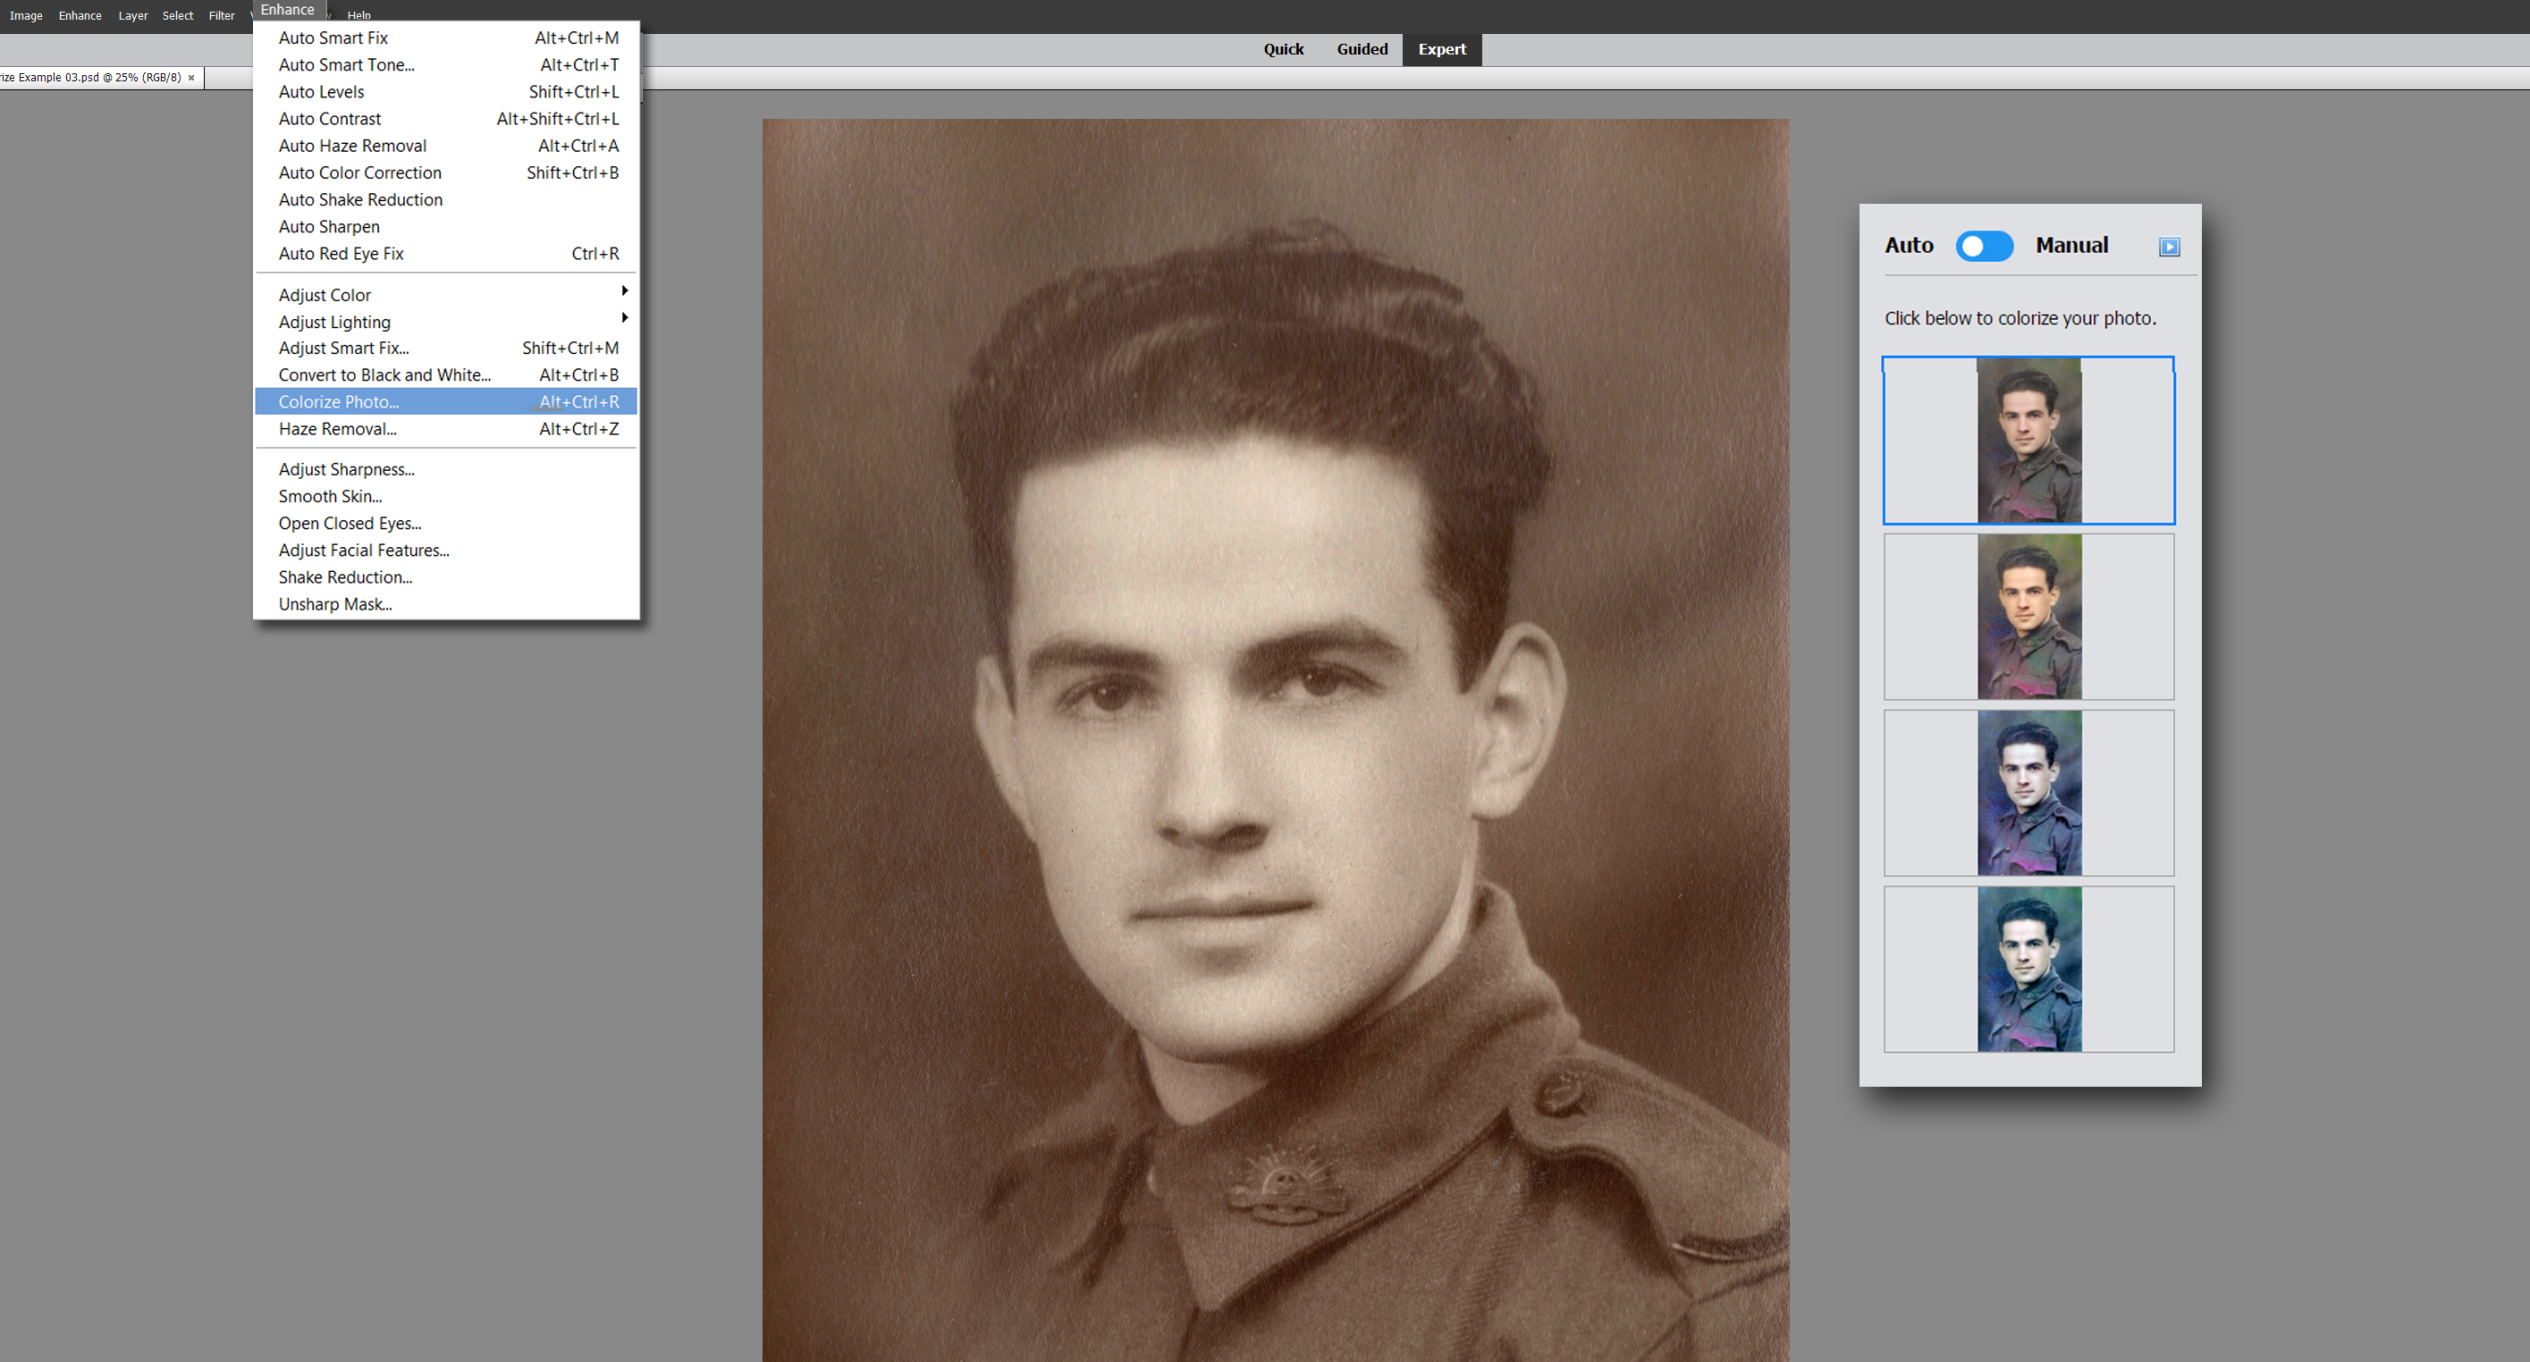 Image Enhance Layer Select Filter Help
Enhance
Quick Guided Expert
rize Example 03.psd @ 25% (RGB/8) ×
Auto Smart Fix Alt+Ctrl+M
Auto Smart Tone... Alt+Ctrl+T
Auto Levels Shift+Ctrl+L
Auto Contrast Alt+Shift+Ctrl+L
Auto Haze Removal Alt+Ctrl+A
Auto Color Correction Shift+Ctrl+B
Auto Shake Reduction
Auto Sharpen
Auto Red Eye Fix Ctrl+R
Adjust Color
Adjust Lighting
Adjust Smart Fix... Shift+Ctrl+M
Convert to Black and White... Alt+Ctrl+B
Colorize Photo... Alt+Ctrl+R
Haze Removal... Alt+Ctrl+Z
Adjust Sharpness...
Smooth Skin...
Open Closed Eyes...
Adjust Facial Features...
Shake Reduction...
Unsharp Mask...
Auto Manual
Click below to colorize your photo.